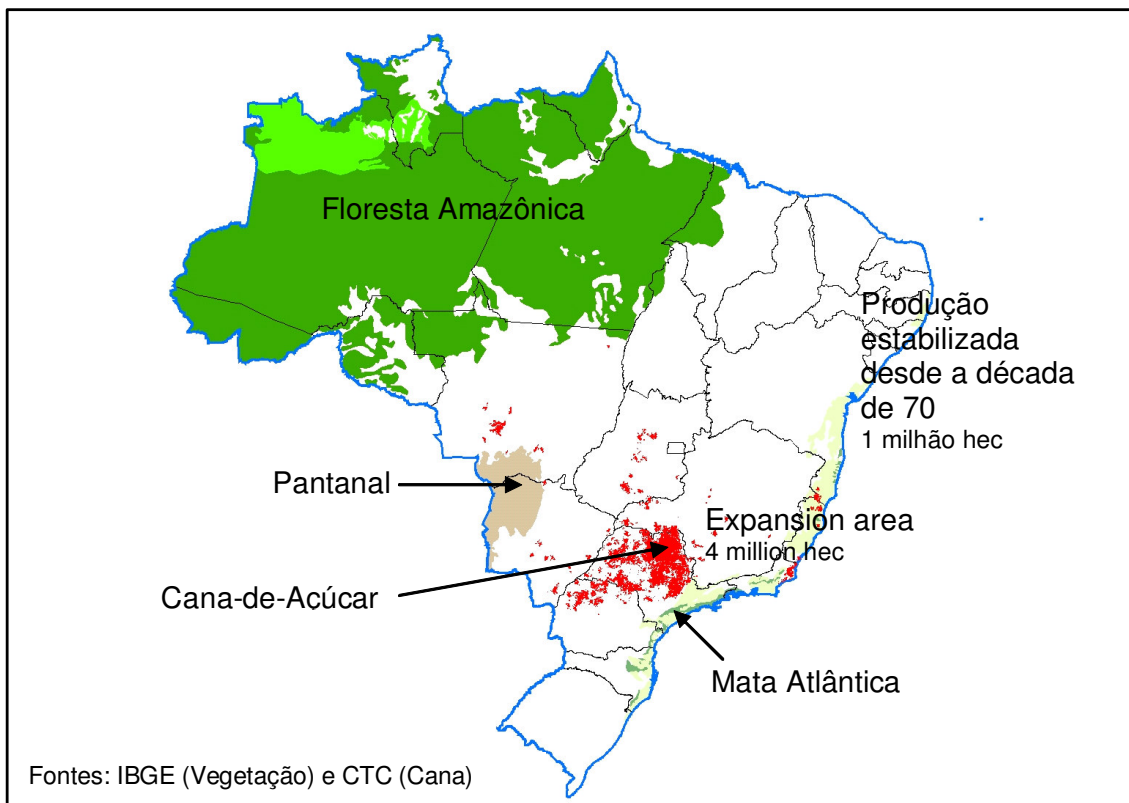 Floresta Amazônica
Produção
estabilizada
desde a década
de 70
1 milhão hec
Pantanal
Expansion area
4 million hec
Cana-de-Açúcar
Mata Atlântica
Fontes: IBGE (Vegetação) e CTC (Cana)